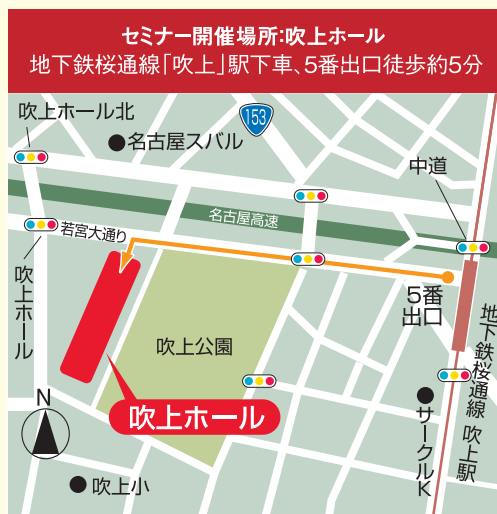 セミナー開催場所:吹上ホール
地下鉄桜通線「吹上」駅下車、5番出口徒歩約5分
吹上ホール北
153
名古屋スバル
中道
名古屋高速
若宮大通り
吹上ホール
5番
出口
地下鉄桜通線 吹上駅
吹上公園
吹上ホール
サークルK
N
吹上小